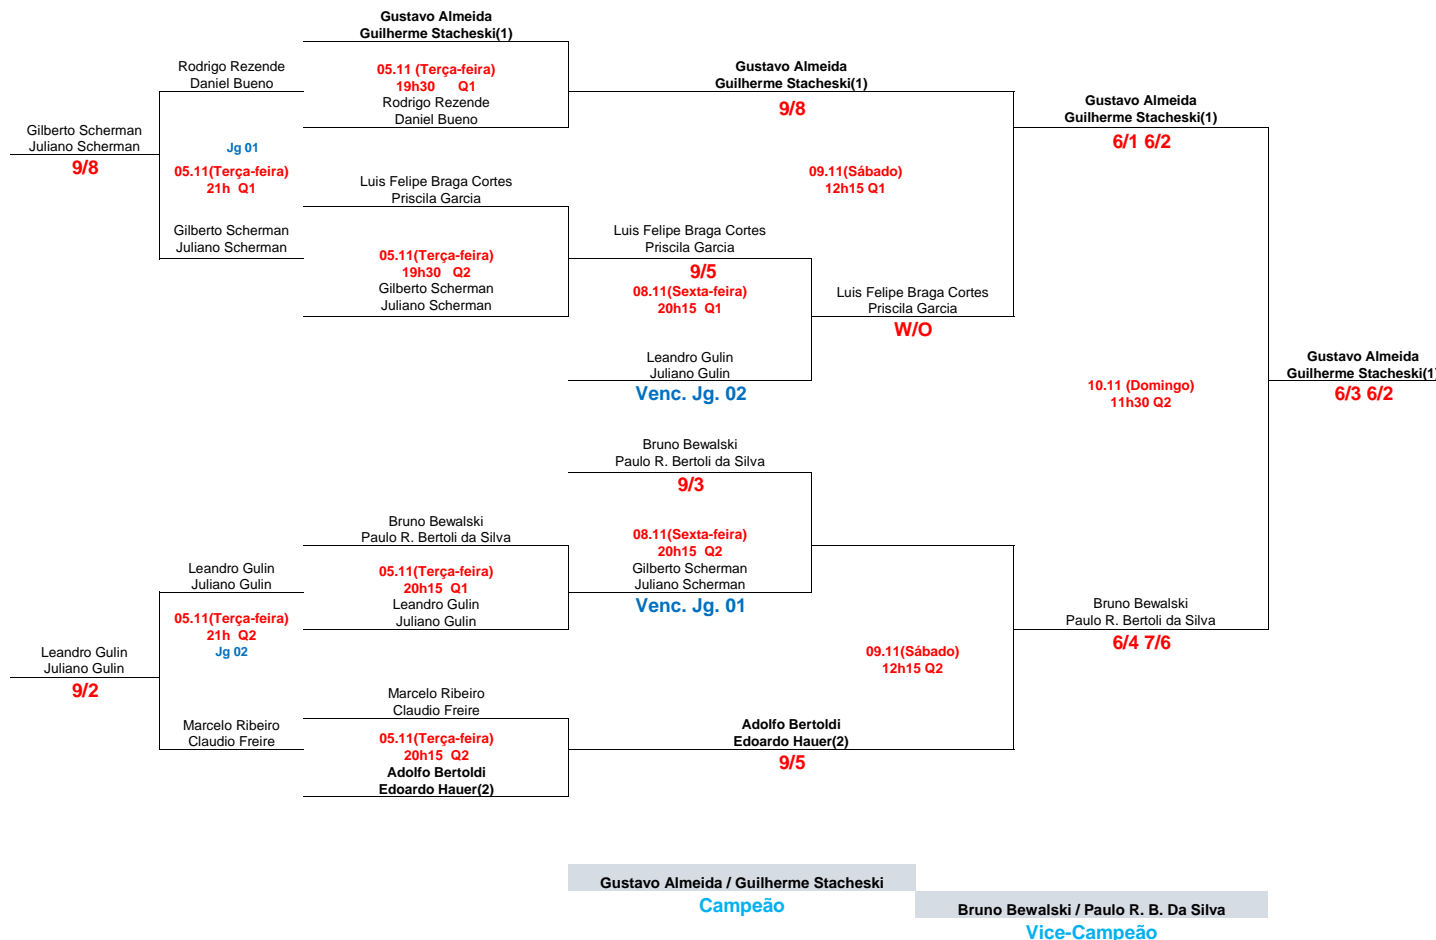 Gustavo Almeida
Guilherme Stacheski(1)
Rodrigo Rezende
Daniel Bueno
05.11 (Terça-feira)
19h30 Q1
Rodrigo Rezende
Daniel Bueno
Gustavo Almeida
Guilherme Stacheski(1)
9/8
Gustavo Almeida
Guilherme Stacheski(1)
6/1 6/2
Gilberto Scherman
Juliano Scherman
9/8
Jg 01
05.11(Terça-feira)
21h Q1
Luis Felipe Braga Cortes
Priscila Garcia
09.11(Sábado)
12h15 Q1
Gilberto Scherman
Juliano Scherman
05.11(Terça-feira)
19h30 Q2
Gilberto Scherman
Juliano Scherman
Luis Felipe Braga Cortes
Priscila Garcia
9/5
08.11(Sexta-feira)
20h15 Q1
Luis Felipe Braga Cortes
Priscila Garcia
W/O
Leandro Gulin
Juliano Gulin
Venc. Jg. 02
10.11 (Domingo)
11h30 Q2
Gustavo Almeida
Guilherme Stacheski(1)
6/3 6/2
Bruno Bewalski
Paulo R. Bertoli da Silva
9/3
Bruno Bewalski
Paulo R. Bertoli da Silva
08.11(Sexta-feira)
20h15 Q2
Gilberto Scherman
Juliano Scherman
Venc. Jg. 01
Leandro Gulin
Juliano Gulin
05.11(Terça-feira)
20h15 Q1
Leandro Gulin
Juliano Gulin
05.11(Terça-feira)
21h Q2
Jg 02
Bruno Bewalski
Paulo R. Bertoli da Silva
6/4 7/6
Leandro Gulin
Juliano Gulin
9/2
09.11(Sábado)
12h15 Q2
Marcelo Ribeiro
Claudio Freire
Marcelo Ribeiro
Claudio Freire
05.11(Terça-feira)
20h15 Q2
Adolfo Bertoldi
Edoardo Hauer(2)
Adolfo Bertoldi
Edoardo Hauer(2)
9/5
Gustavo Almeida / Guilherme Stacheski
Campeão
Bruno Bewalski / Paulo R. B. Da Silva
Vice-Campeão